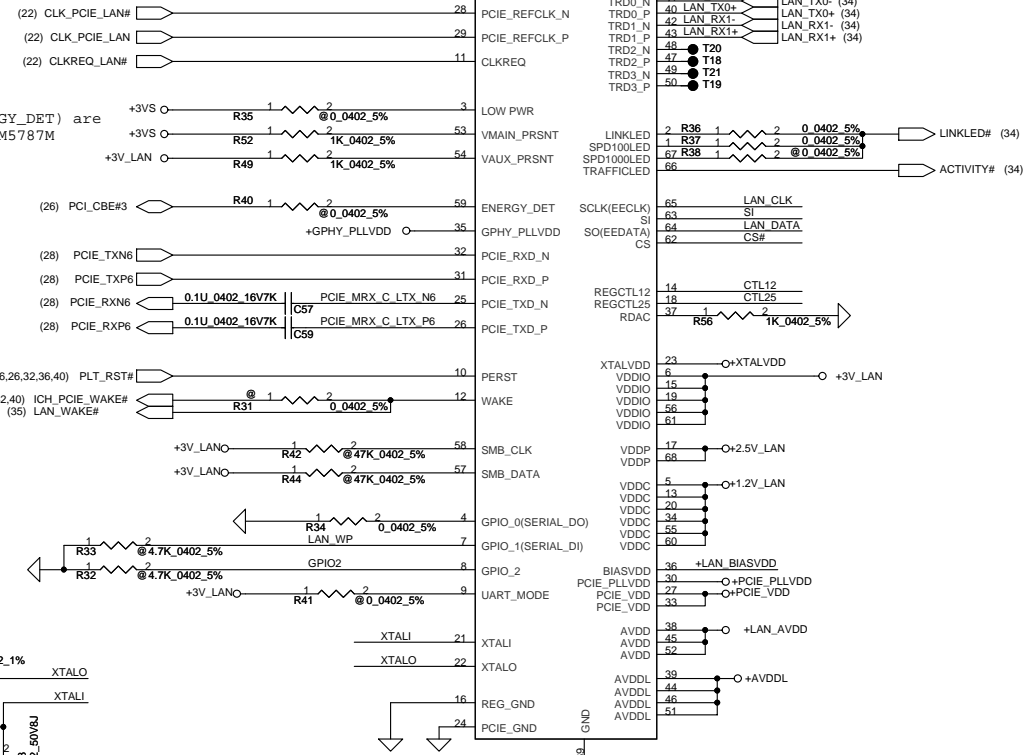 (22) CLK_PCIE_LAN# 28 PCIE_REFCLK_N
(22) CLK_PCIE_LAN 29 PCIE_REFCLK_P
(22) CLKREQ_LAN# 11 CLKREQ
GY_DET) are
M5787M
+3VS R35 1 2 @0_0402_5% 3 LOW PWR
+3VS R52 1 2 1K_0402_5% 53 VMAIN_PRSNT
+3V_LAN R49 1 2 1K_0402_5% 54 VAUX_PRSNT
(26) PCI_CBE#3 R40 1 2 @0_0402_5% 59 ENERGY_DET
+GPHY_PLLVDD 35 GPHY_PLLVDD
(28) PCIE_TXN6 32 PCIE_RXD_N
(28) PCIE_TXP6 31 PCIE_RXD_P
(28) PCIE_RXN6 0.1U_0402_16V7K C57 PCIE_MRX_C_LTX_N6 25 PCIE_TXD_N
(28) PCIE_RXP6 0.1U_0402_16V7K C59 PCIE_MRX_C_LTX_P6 26 PCIE_TXD_P
6,26,32,36,40) PLT_RST# 10 PERST
2,40) ICH_PCIE_WAKE# @ R31 1 2 0_0402_5% 12 WAKE
(35) LAN_WAKE#
+3V_LAN R42 1 2 @47K_0402_5% 58 SMB_CLK
+3V_LAN R44 1 2 @47K_0402_5% 57 SMB_DATA
R34 1 2 0_0402_5% 4 GPIO_0(SERIAL_DO)
R33 1 2 @4.7K_0402_5% LAN_WP 7 GPIO_1(SERIAL_DI)
R32 1 2 @4.7K_0402_5% GPIO2 8 GPIO_2
+3V_LAN R41 1 2 @0_0402_5% 9 UART_MODE
XTALI 21 XTALI
XTALO 22 XTALO
2_1%
XTALO
XTALI
2_50V8J
2
16 REG_GND
24 PCIE_GND
GND
9
TRD0_N LAN_TX0- LAN_TX0- (34)
TRD0_P 40 LAN_TX0+ LAN_TX0+ (34)
TRD1_N 42 LAN_RX1- LAN_RX1- (34)
TRD1_P 43 LAN_RX1+ LAN_RX1+ (34)
TRD2_N 48 T20
TRD2_P 47 T18
TRD3_N 49 T21
TRD3_P 50 T19
LINKLED 2 R36 1 2 0_0402_5% LINKLED# (34)
SPD100LED 1 R37 1 2 0_0402_5%
SPD1000LED 67 R38 1 2 @0_0402_5%
TRAFFICLED 66 ACTIVITY# (34)
SCLK(EECLK) 65 LAN_CLK
SI 63 SI
SO(EEDATA) 64 LAN_DATA
CS 62 CS#
REGCTL12 14 CTL12
REGCTL25 18 CTL25
RDAC 37 R56 1 2 1K_0402_5%
XTALVDD 23 +XTALVDD
VDDIO 6 +3V_LAN
VDDIO 15
VDDIO 19
VDDIO 56
VDDIO 61
VDDP 17 +2.5V_LAN
VDDP 68
VDDC 5 +1.2V_LAN
VDDC 13
VDDC 20
VDDC 34
VDDC 55
VDDC 60
BIASVDD 36 +LAN_BIASVDD
PCIE_PLLVDD 30 +PCIE_PLLVDD
PCIE_VDD 27 +PCIE_VDD
PCIE_VDD 33
AVDD 38 +LAN_AVDD
AVDD 45
AVDD 52
AVDDL 39 +AVDDL
AVDDL 44
AVDDL 46
AVDDL 51